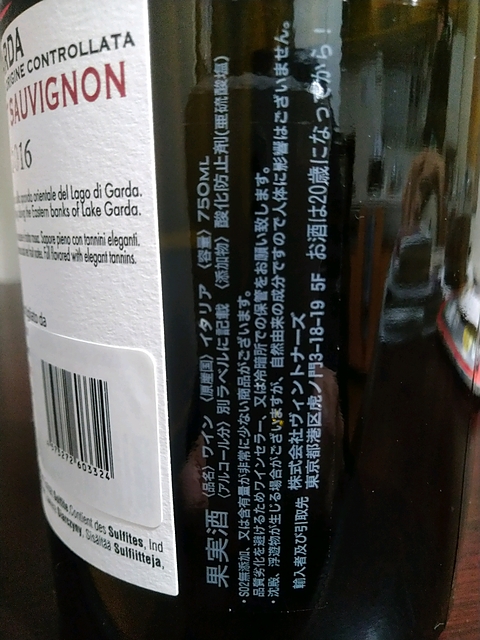 RDA
ORIGINE CONTROLLATA
SAUVIGNON
016
sponda orientale del Lago di Garda.
the Eastern banks of Lake Garda.
Sapore pieno con tannini eleganti.
Full flavored with elegant tannins.
Contient des Sulfites,
Sisältää Sulfiitteja,
果実酒 〈品名〉ワイン 〈原産国〉イタリア 〈容量〉750ML
〈アルコール分〉別ラベルに記載 〈添加物〉酸化防止剤(亜硫酸塩)
・SO2無添加、又は含有量が非常に少ない商品がございます。
品質劣化を避けるためワインセラー、又は冷暗所での保管をお願い致します。
・沈殿、浮遊物が生じる場合がございますが、自然由来の成分ですので人体に影響はございません。
輸入者及び引取先 株式会社ヴィントナーズ
東京都港区虎ノ門3-18-19 5F お酒は20歳になってから！